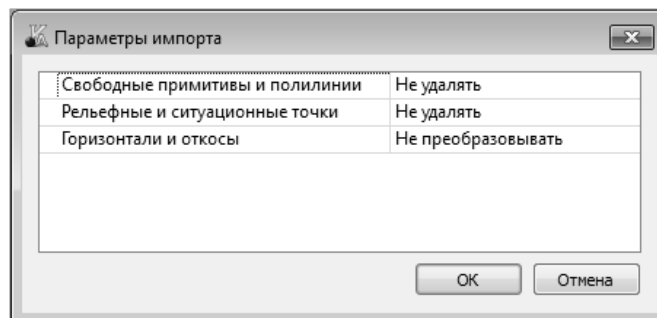 Параметры импорта
Свободные примитивы и полилинии Не удалять
Рельефные и ситуационные точки Не удалять
Горизонтали и откосы Не преобразовывать
ОК Отмена